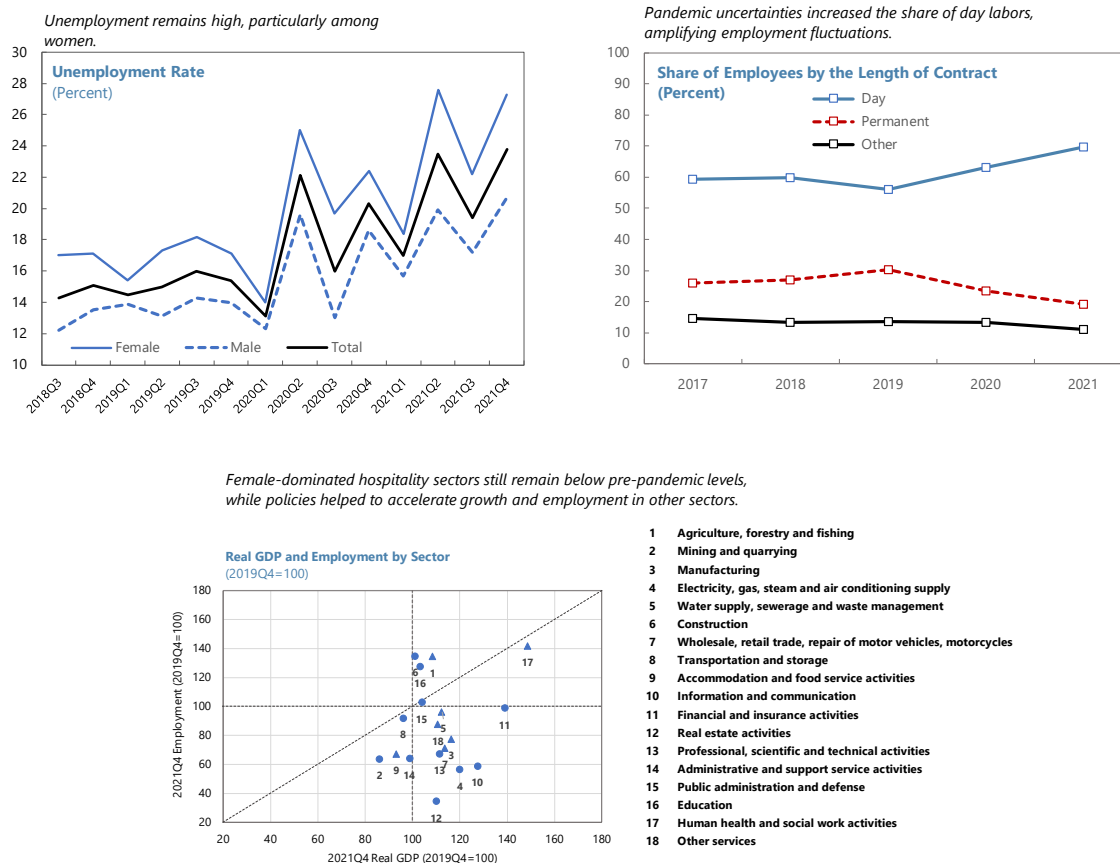 Unemployment remains high, particularly among
women.
Unemployment Rate
(Percent)
30
28
26
24
22
20
18
16
14
12
10
Female
Male
Total
2018Q3
2018Q4
2019Q1
2019Q2
2019Q3
2019Q4
2020Q1
2020Q2
2020Q3
2020Q4
2021Q1
2021Q2
2021Q3
2021Q4
Pandemic uncertainties increased the share of day labors,
amplifying employment fluctuations.
Share of Employees by the Length of Contract
(Percent)
Day
Permanent
Other
100
90
80
70
60
50
40
30
20
10
0
2017
2018
2019
2020
2021
Female-dominated hospitality sectors still remain below pre-pandemic levels,
while policies helped to accelerate growth and employment in other sectors.
Real GDP and Employment by Sector
(2019Q4=100)
2021Q4 Employment (2019Q4=100)
180
160
140
120
100
80
60
40
20
6
1
16
17
15
5
11
8
18
3
7
13
2
9
14
4
10
12
20
40
60
80
100
120
140
160
180
2021Q4 Real GDP (2019Q4=100)
1 Agriculture, forestry and fishing
2 Mining and quarrying
3 Manufacturing
4 Electricity, gas, steam and air conditioning supply
5 Water supply, sewerage and waste management
6 Construction
7 Wholesale, retail trade, repair of motor vehicles, motorcycles
8 Transportation and storage
9 Accommodation and food service activities
10 Information and communication
11 Financial and insurance activities
12 Real estate activities
13 Professional, scientific and technical activities
14 Administrative and support service activities
15 Public administration and defense
16 Education
17 Human health and social work activities
18 Other services